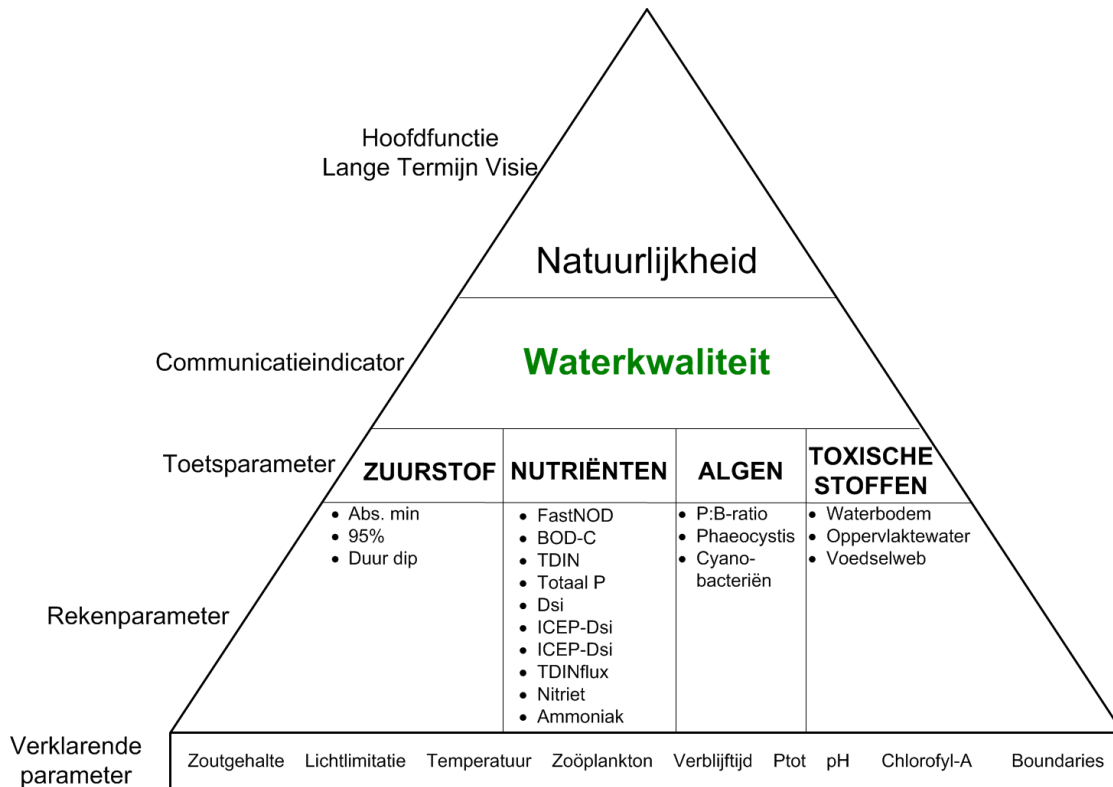 Hoofdfunctie
Lange Termijn Visie
Natuurlijkheid
Communicatieindicator
Waterkwaliteit
Toetsparameter
ZUURSTOF
NUTRIËNTEN
ALGEN
TOXISCHE
STOFFEN
Rekenparameter
• Abs. min
• 95%
• Duur dip
• FastNOD
• BOD-C
• TDIN
• Totaal P
• Dsi
• ICEP-Dsi
• ICEP-Dsi
• TDINflux
• Nitriet
• Ammoniak
• P:B-ratio
• Phaeocystis
• Cyano-
bacteriën
• Waterbodem
• Oppervlaktewater
• Voedselweb
Verklarende
parameter
Zoutgehalte Lichtlimitatie Temperatuur Zoöplankton Verblijftijd Ptot pH Chlorofyl-A Boundaries